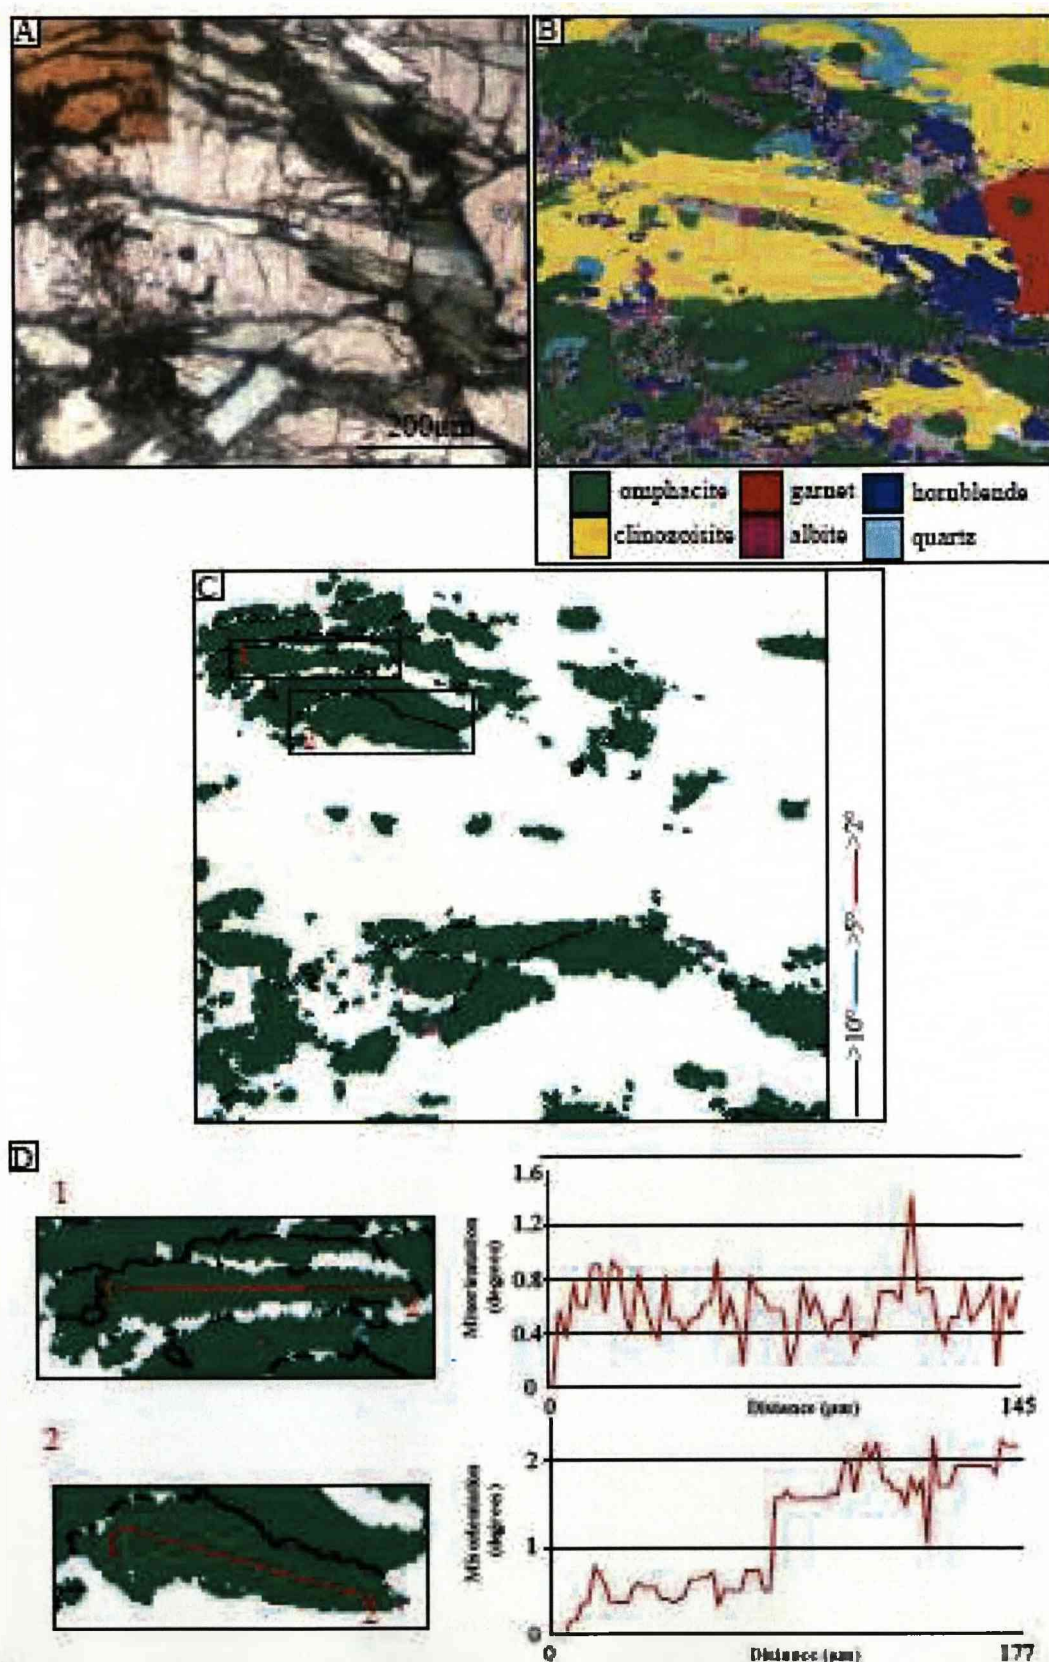 A
B
200µm
omphacite garnet hornblende
clinozoisite albite quartz
C
1
2
>10° >5° >2°
D
1
1.6
1.2
0.8
0.4
0
Misorientation
(degrees)
0 Distance (µm) 145
2
2
1
0
Misorientation
(degrees)
0 Distance (µm) 177